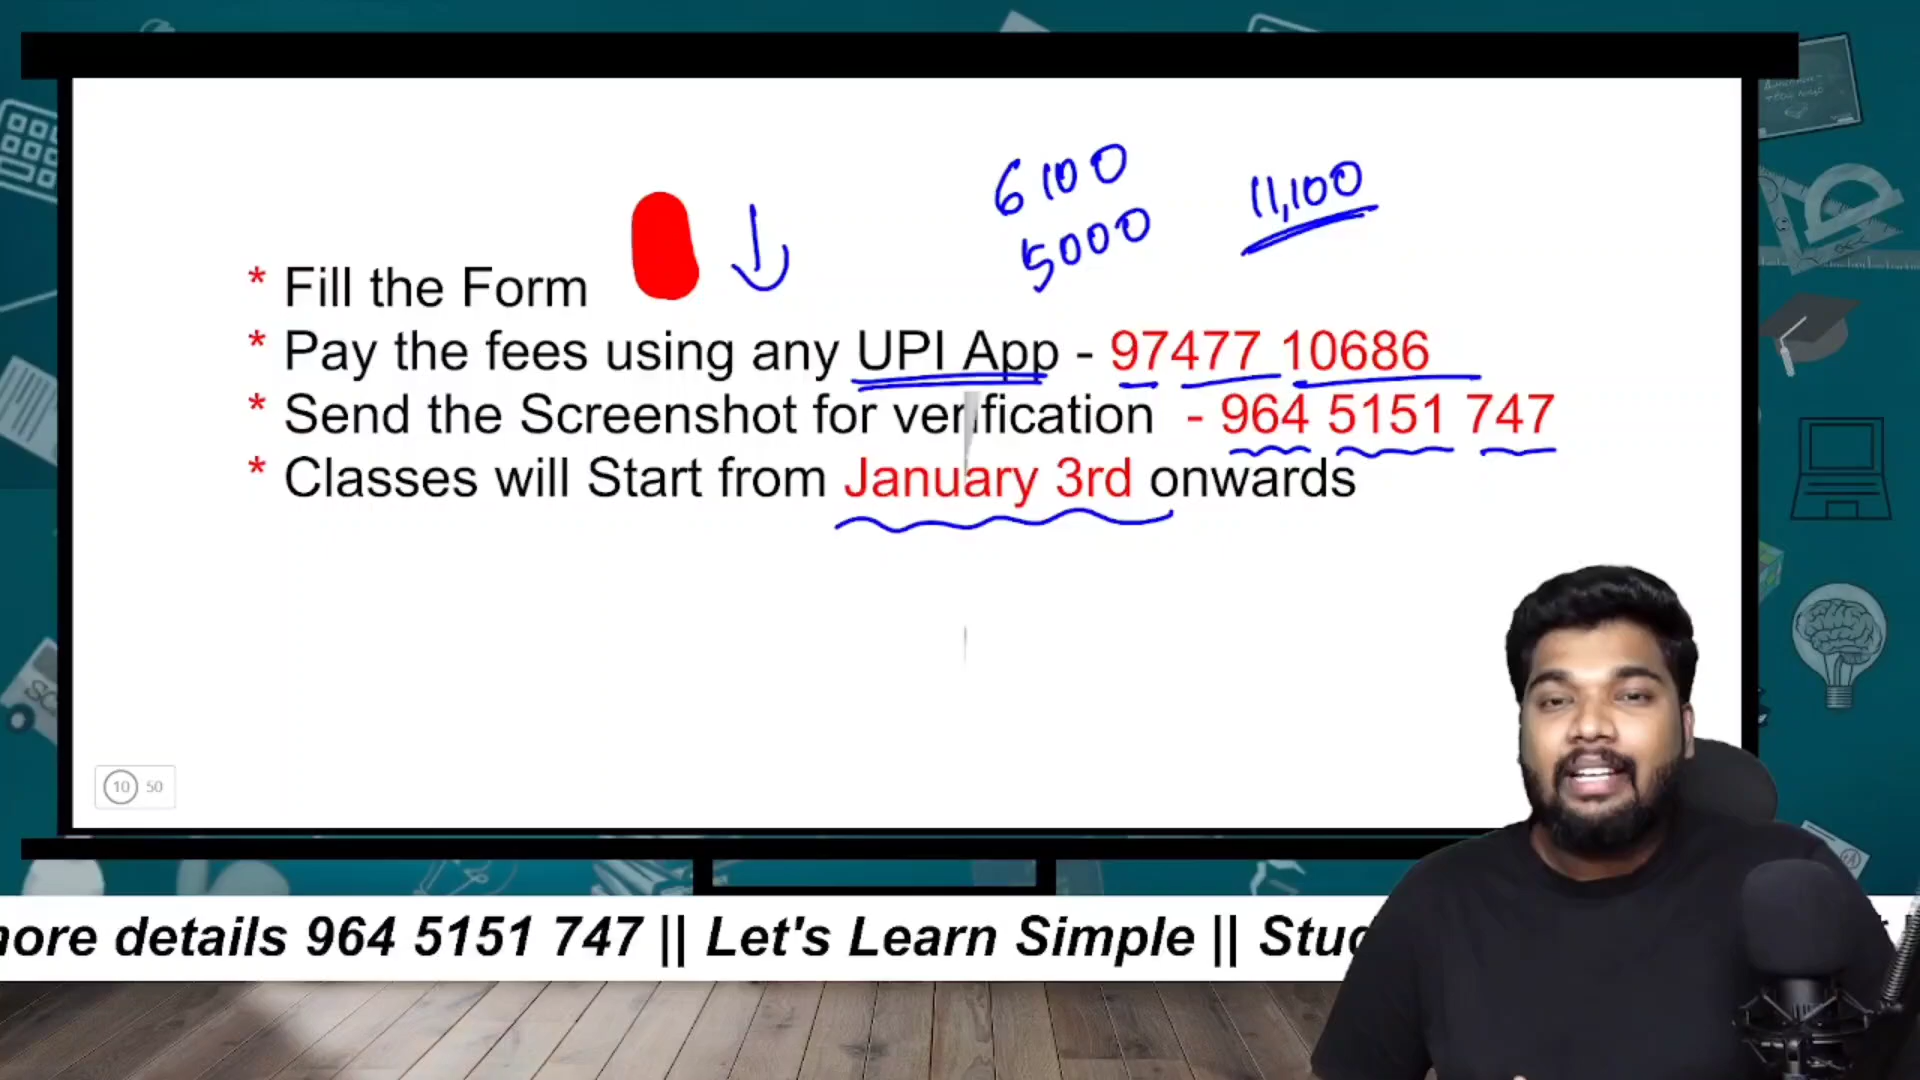 6100
5000
11,100
* Fill the Form
* Pay the fees using any UPI App - 97477 10686
* Send the Screenshot for verification - 964 5151 747
* Classes will Start from January 3rd onwards
10 50
more details 964 5151 747 || Let's Learn Simple ||